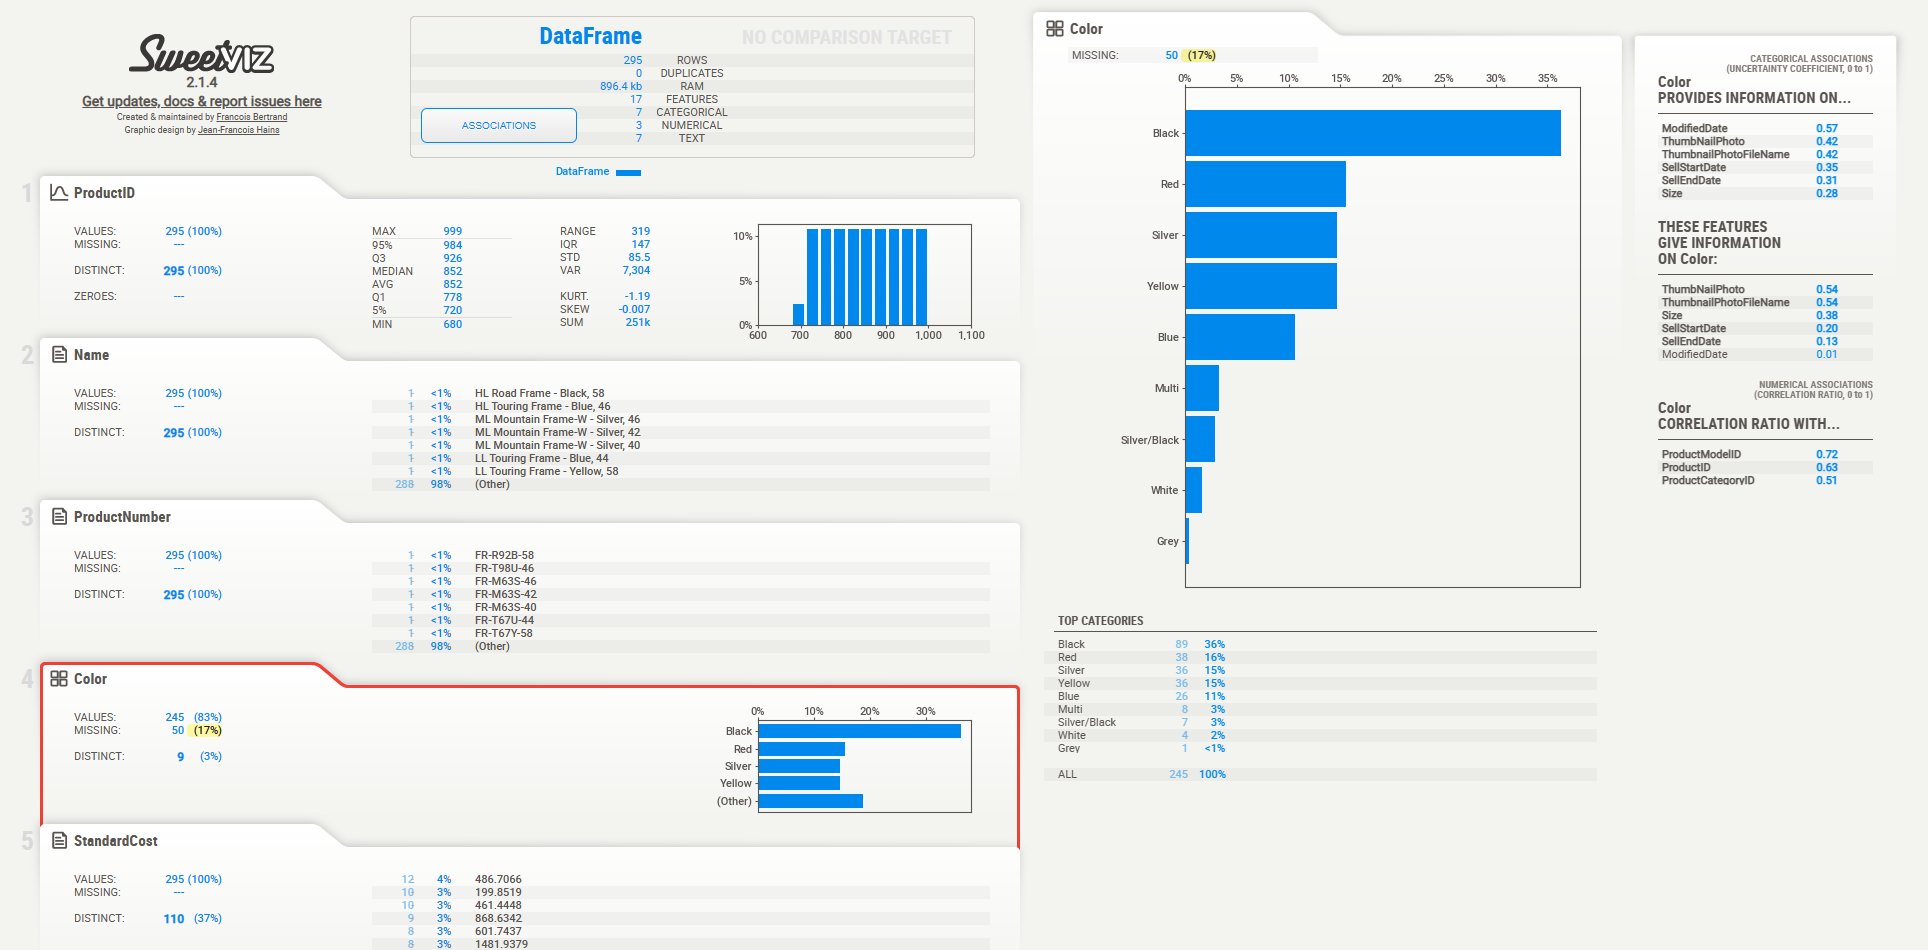 Sweetviz
2.1.4
Get updates, docs & report issues here
Created & maintained by Francois Bertrand
Graphic design by Jean-Francois Hains
DataFrame
NO COMPARISON TARGET
295 ROWS
0 DUPLICATES
896.4 kb RAM
17 FEATURES
7 CATEGORICAL
3 NUMERICAL
7 TEXT
ASSOCIATIONS
DataFrame
1
ProductID
VALUES: 295 (100%)
MISSING: ---
DISTINCT: 295 (100%)
ZEROES: ---
MAX 999
95% 984
Q3 926
MEDIAN 852
AVG 852
Q1 778
5% 720
MIN 680
RANGE 319
IQR 147
STD 85.5
VAR 7,304
KURT. -1.19
SKEW -0.007
SUM 251k
10%
5%
0%
600 700 800 900 1,000 1,100
2
Name
VALUES: 295 (100%)
MISSING: ---
DISTINCT: 295 (100%)
1 <1% HL Road Frame - Black, 58
1 <1% HL Touring Frame - Blue, 46
1 <1% ML Mountain Frame-W - Silver, 46
1 <1% ML Mountain Frame-W - Silver, 42
1 <1% ML Mountain Frame-W - Silver, 40
1 <1% LL Touring Frame - Blue, 44
1 <1% LL Touring Frame - Yellow, 58
288 98% (Other)
3
ProductNumber
VALUES: 295 (100%)
MISSING: ---
DISTINCT: 295 (100%)
1 <1% FR-R92B-58
1 <1% FR-T98U-46
1 <1% FR-M63S-46
1 <1% FR-M63S-42
1 <1% FR-M63S-40
1 <1% FR-T67U-44
1 <1% FR-T67Y-58
288 98% (Other)
4
Color
VALUES: 245 (83%)
MISSING: 50 (17%)
DISTINCT: 9 (3%)
0% 10% 20% 30%
Black
Red
Silver
Yellow
(Other)
5
StandardCost
VALUES: 295 (100%)
MISSING: ---
DISTINCT: 110 (37%)
12 4% 486.7066
10 3% 199.8519
10 3% 461.4448
9 3% 868.6342
8 3% 601.7437
8 3% 1481.9379
Color
MISSING: 50 (17%)
0% 5% 10% 15% 20% 25% 30% 35%
Black
Red
Silver
Yellow
Blue
Multi
Silver/Black
White
Grey
TOP CATEGORIES
Black 89 36%
Red 38 16%
Silver 36 15%
Yellow 36 15%
Blue 26 11%
Multi 8 3%
Silver/Black 7 3%
White 4 2%
Grey 1 <1%
ALL 245 100%
CATEGORICAL ASSOCIATIONS
(UNCERTAINTY COEFFICIENT, 0 to 1)
Color
PROVIDES INFORMATION ON...
ModifiedDate 0.57
ThumbNailPhoto 0.42
ThumbnailPhotoFileName 0.42
SellStartDate 0.35
SellEndDate 0.31
Size 0.28
THESE FEATURES
GIVE INFORMATION
ON Color:
ThumbNailPhoto 0.54
ThumbnailPhotoFileName 0.54
Size 0.38
SellStartDate 0.20
SellEndDate 0.13
ModifiedDate 0.01
NUMERICAL ASSOCIATIONS
(CORRELATION RATIO, 0 to 1)
Color
CORRELATION RATIO WITH...
ProductModelID 0.72
ProductID 0.63
ProductCategoryID 0.51